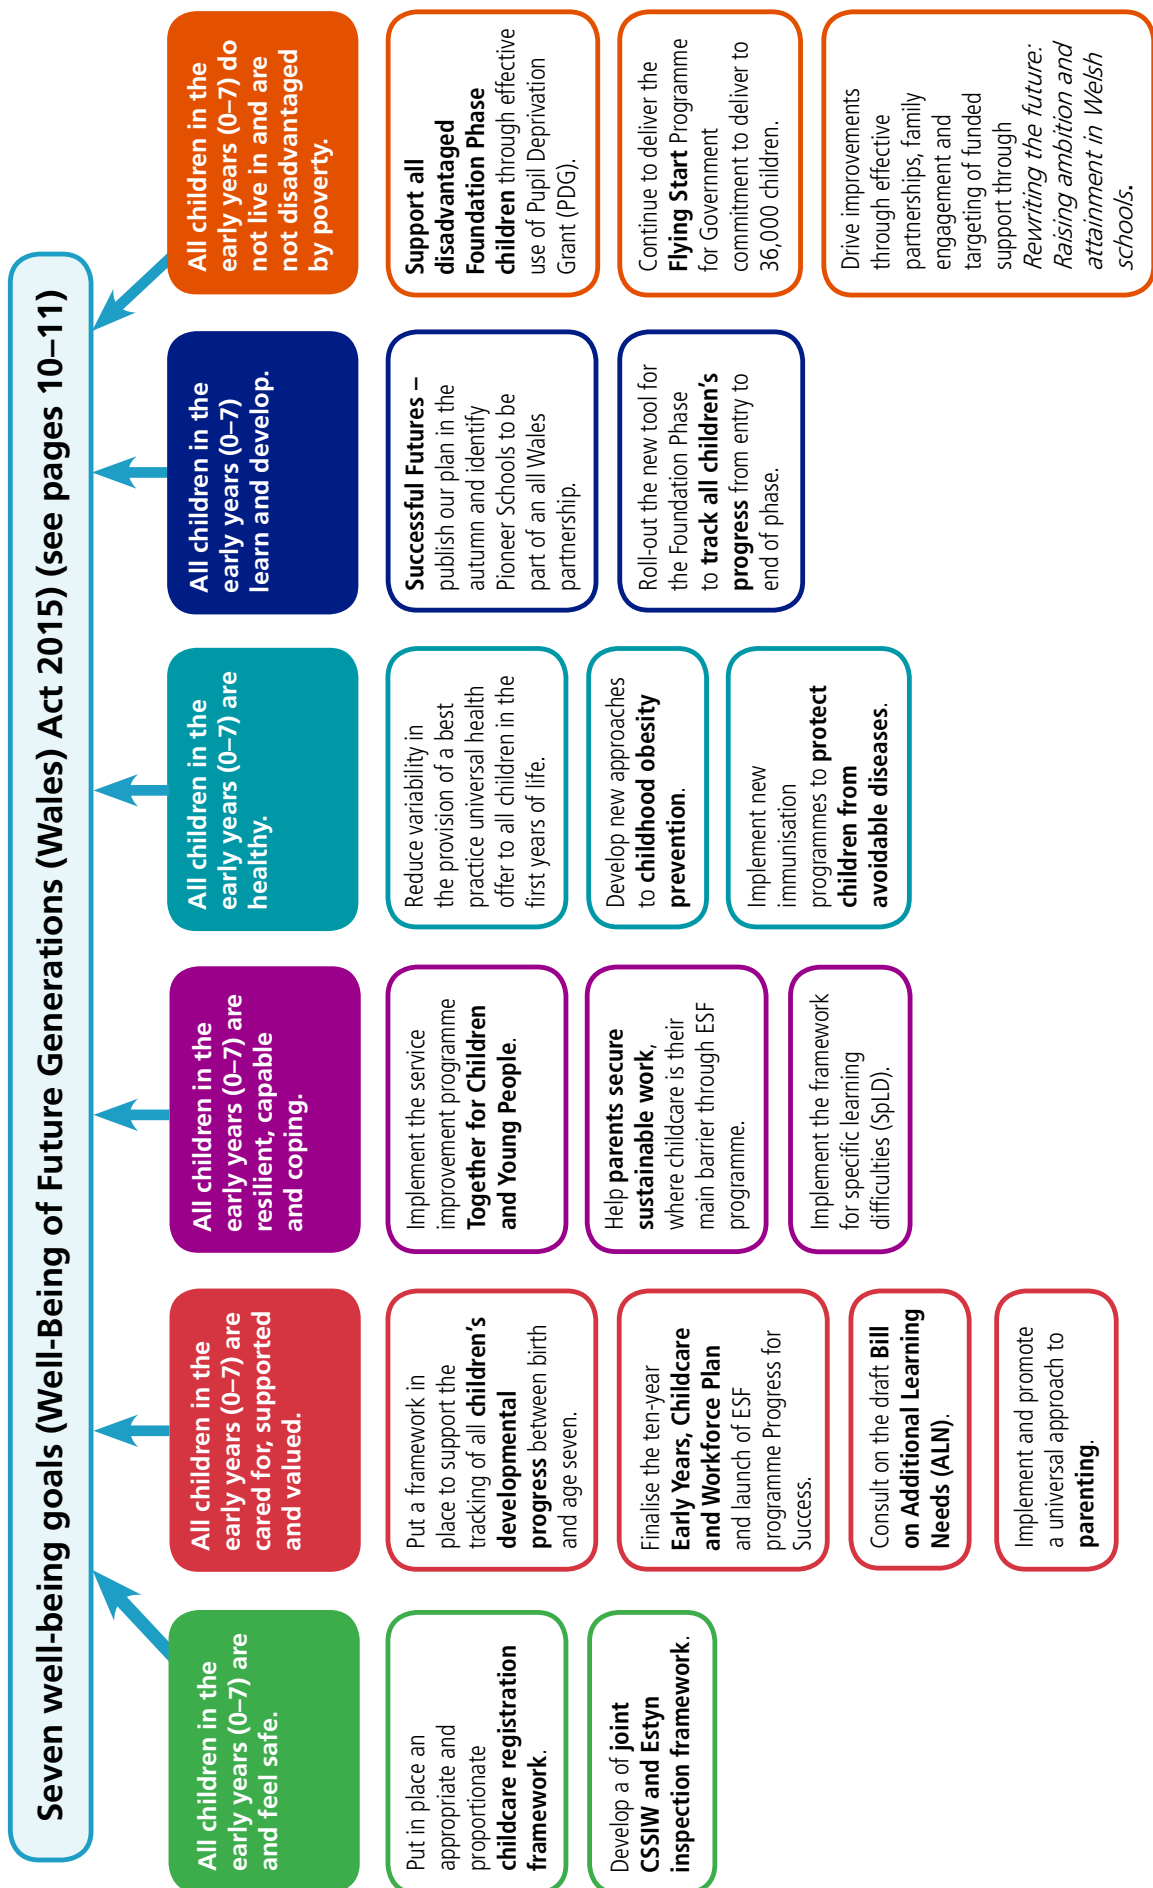 Seven well-being goals (Well-Being of Future Generations (Wales) Act 2015) (see pages 10–11)
All children in the
early years (0–7) are
and feel safe.
Put in place an
appropriate and
proportionate
childcare registration
framework.
Develop a of joint
CSSIW and Estyn
inspection framework.
All children in the
early years (0–7) are
cared for, supported
and valued.
Put a framework in
place to support the
tracking of all children's
developmental
progress between birth
and age seven.
Finalise the ten-year
Early Years, Childcare
and Workforce Plan
and launch of ESF
programme Progress for
Success.
Consult on the draft Bill
on Additional Learning
Needs (ALN).
Implement and promote
a universal approach to
parenting.
All children in the
early years (0–7) are
resilient, capable
and coping.
Implement the service
improvement programme
Together for Children
and Young People.
Help parents secure
sustainable work,
where childcare is their
main barrier through ESF
programme.
Implement the framework
for specific learning
difficulties (SpLD).
All children in the
early years (0–7) are
healthy.
Reduce variability in
the provision of a best
practice universal health
offer to all children in the
first years of life.
Develop new approaches
to childhood obesity
prevention.
Implement new
immunisation
programmes to protect
children from
avoidable diseases.
All children in the
early years (0–7)
learn and develop.
Successful Futures –
publish our plan in the
autumn and identify
Pioneer Schools to be
part of an all Wales
partnership.
Roll-out the new tool for
the Foundation Phase
to track all children's
progress from entry to
end of phase.
All children in the
early years (0–7) do
not live in and are
not disadvantaged
by poverty.
Support all
disadvantaged
Foundation Phase
children through effective
use of Pupil Deprivation
Grant (PDG).
Continue to deliver the
Flying Start Programme
for Government
commitment to deliver to
36,000 children.
Drive improvements
through effective
partnerships, family
engagement and
targeting of funded
support through
Rewriting the future:
Raising ambition and
attainment in Welsh
schools.